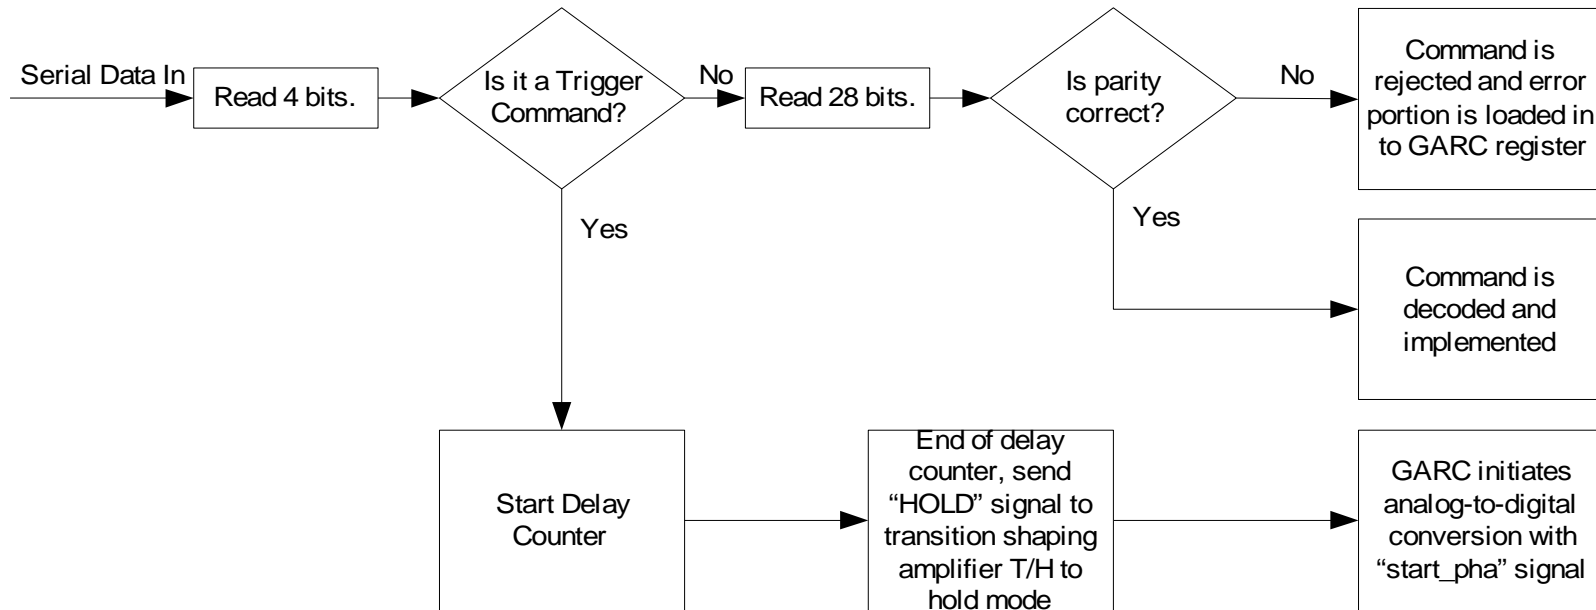 Serial Data In
Read 4 bits.
Is it a Trigger
Command?
No
Read 28 bits.
Is parity
correct?
No
Command is
rejected and error
portion is loaded in
to GARC register
Yes
Yes
Command is
decoded and
implemented
Start Delay
Counter
End of delay
counter, send
“HOLD” signal to
transition shaping
amplifier T/H to
hold mode
GARC initiates
analog-to-digital
conversion with
“start_pha” signal